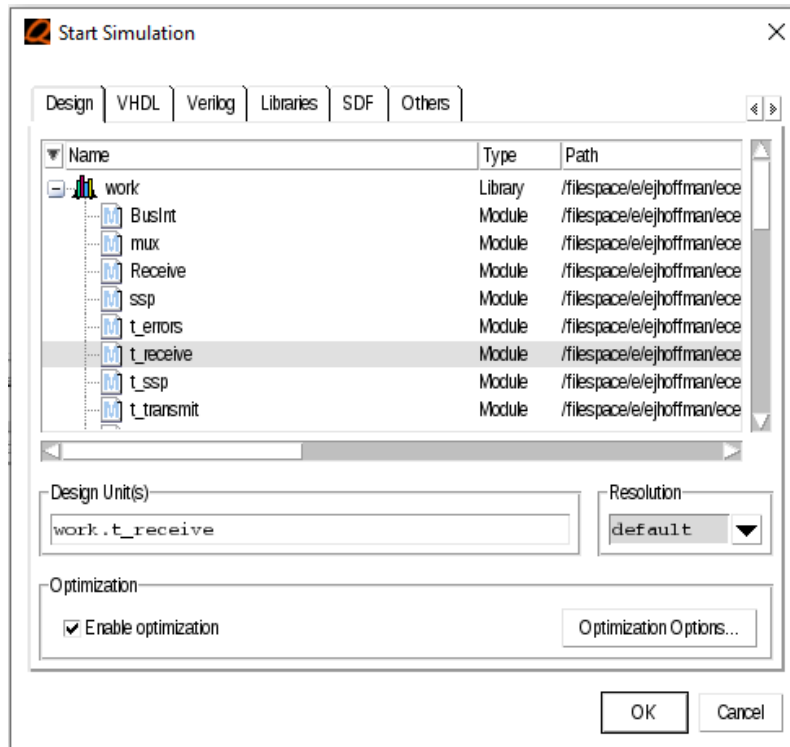 Start Simulation
Design VHDL Verilog Libraries SDF Others
Name Type Path
work Library /filespace/e/ejhoffman/ece
BusInt Module /filespace/e/ejhoffman/ece
mux Module /filespace/e/ejhoffman/ece
Receive Module /filespace/e/ejhoffman/ece
ssp Module /filespace/e/ejhoffman/ece
t_errors Module /filespace/e/ejhoffman/ece
t_receive Module /filespace/e/ejhoffman/ece
t_ssp Module /filespace/e/ejhoffman/ece
t_transmit Module /filespace/e/ejhoffman/ece
Design Unit(s) Resolution
work.t_receive default
Optimization
Enable optimization Optimization Options...
OK Cancel